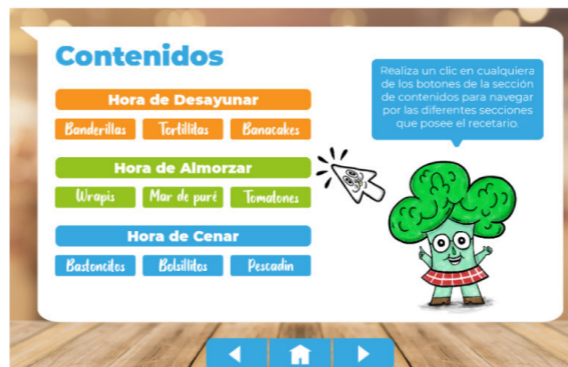 Contenidos
Hora de Desayunar
Banderillas Tortillitas Banacakes
Hora de Almorzar
Wrapis Mar de puré Tomatones
Hora de Cenar
Bastoncitos Bolsillitos Pescadin
Realiza un clic en cualquiera
de los botones de la sección
de contenidos para navegar
por las diferentes secciones
que posee el recetario.